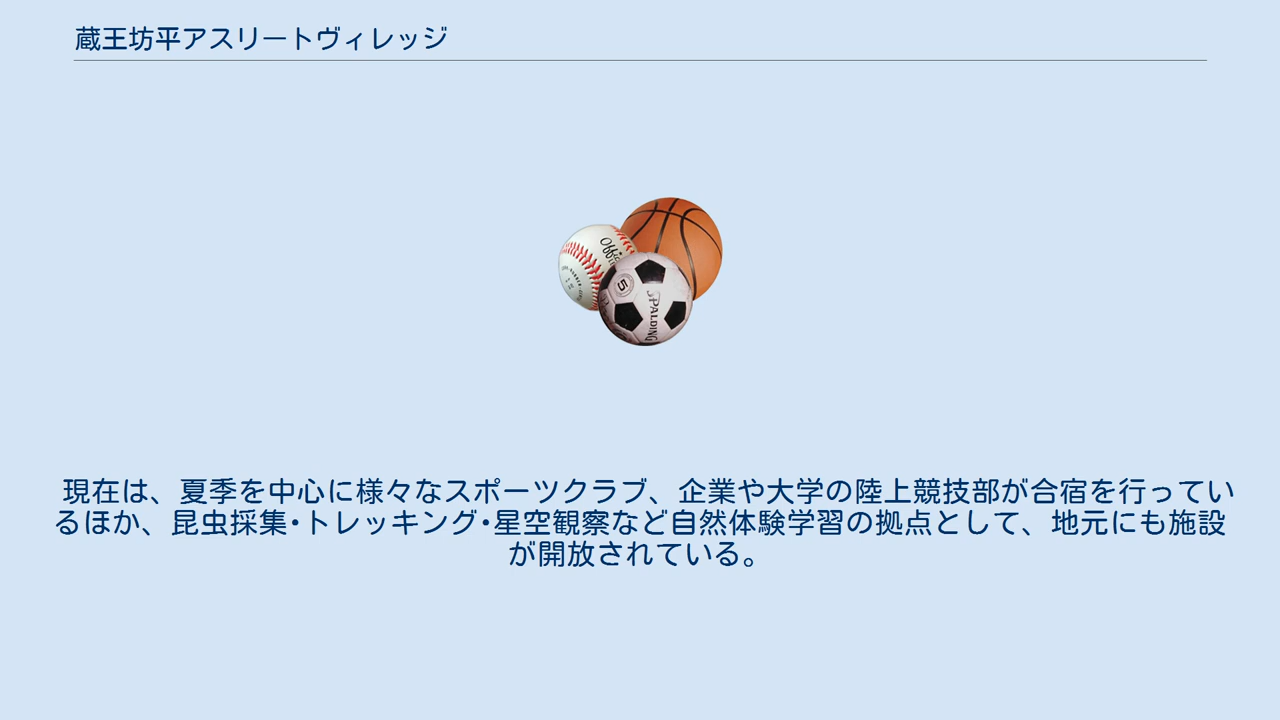 蔵王坊平アスリートヴィレッジ
Offic
5
SPALDING
現在は、夏季を中心に様々なスポーツクラブ、企業や大学の陸上競技部が合宿を行ってい
るほか、昆虫採集･トレッキング･星空観察など自然体験学習の拠点として、地元にも施設
が開放されている。